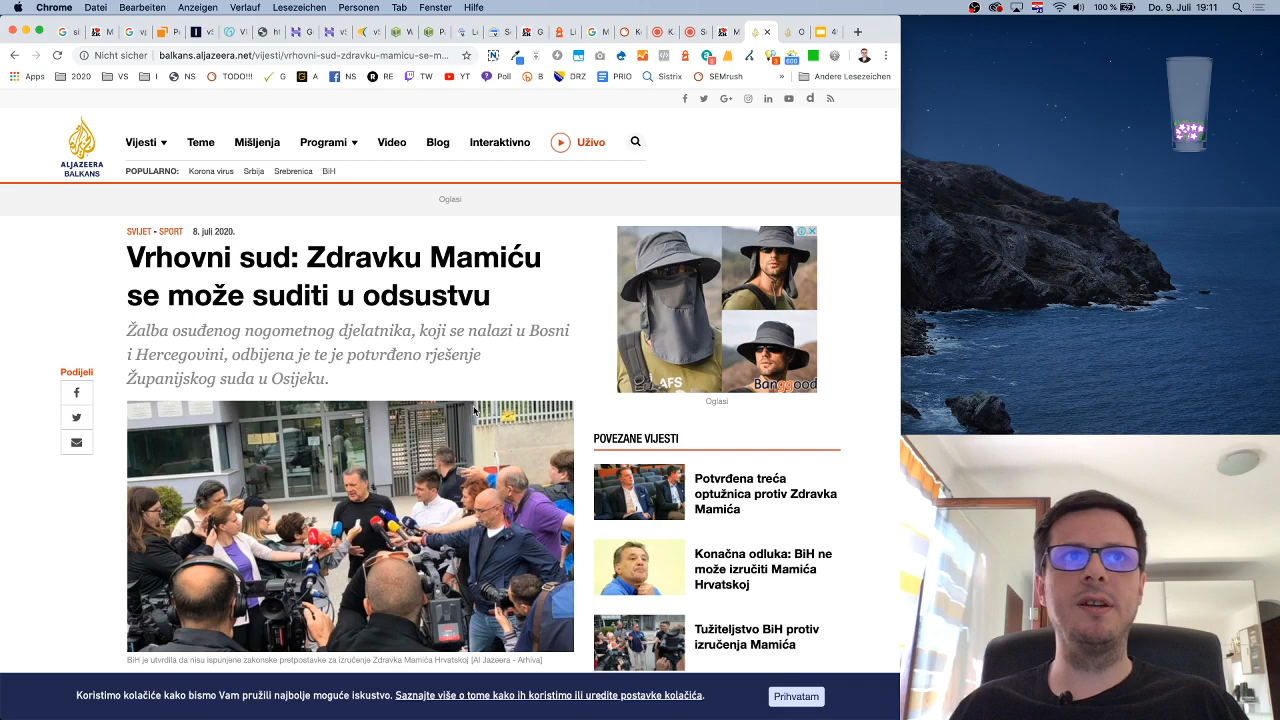 Chrome Datei Anzeigen Verlauf Lesezeichen Personen Tab Fenster Hilfe
100 % Do. 9. Juli 19:11
Nicht sicher | balkans.aljazeera.net/vijesti/vrhovni-sud-zdravku-mamicu-se-m...
Apps 2020 VS I NS TODO!!! G NS RE TW YT Poll B DRZ PRIO Sistrix SEMrush » Andere Lesezeichen
ALJAZEERA
BALKANS
Vijesti Teme Mišljenja Programi Video Blog Interaktivno Uživo
POPULARNO: Korona virus Srbija Srebrenica BiH
Oglasi
SVIJET - SPORT 8. juli 2020.
Vrhovni sud: Zdravku Mamiću
se može suditi u odsustvu
Žalba osuđenog nogometnog djelatnika, koji se nalazi u Bosni
i Hercegovini, odbijena je te je potvrđeno rješenje
Županijskog suda u Osijeku.
Podijeli
BiH je utvrdila da nisu ispunjene zakonske pretpostavke za izručenje Zdravka Mamića Hrvatskoj [Al Jazeera - Arhiva]
Banggood
Oglasi
POVEZANE VIJESTI
Potvrđena treća
optužnica protiv Zdravka
Mamića
Konačna odluka: BiH ne
može izručiti Mamića
Hrvatskoj
Tužiteljstvo BiH protiv
izručenja Mamića
Koristimo kolačiće kako bismo Vam pružili najbolje moguće iskustvo. Saznajte više o tome kako ih koristimo ili uredite postavke kolačića.
Prihvatam